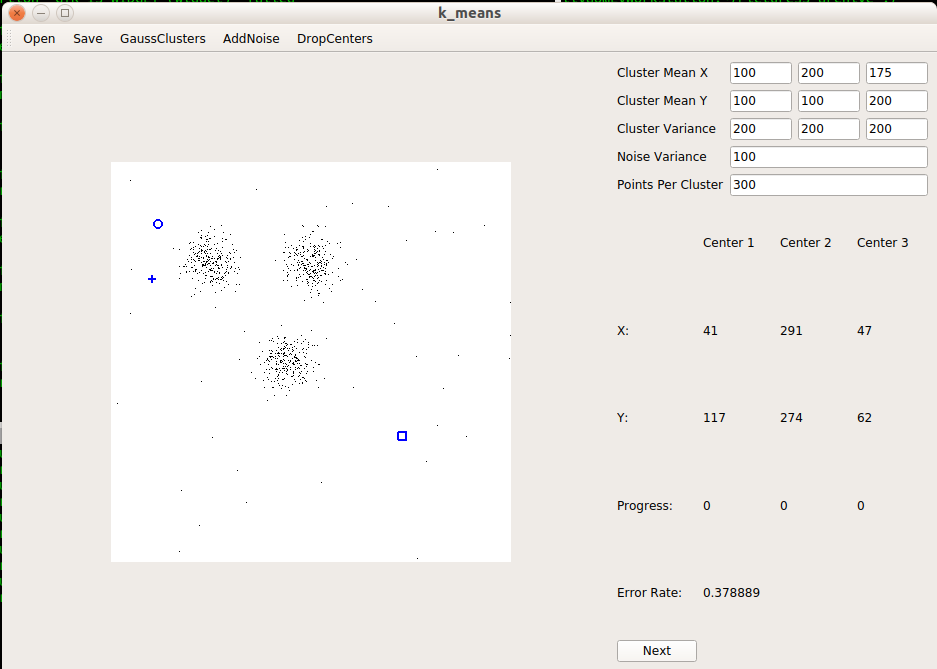 k_means
Open Save GaussClusters AddNoise DropCenters
Cluster Mean X 100 200 175
Cluster Mean Y 100 100 200
Cluster Variance 200 200 200
Noise Variance 100
Points Per Cluster 300
Center 1 Center 2 Center 3
X: 41 291 47
Y: 117 274 62
Progress: 0 0 0
Error Rate: 0.378889
Next